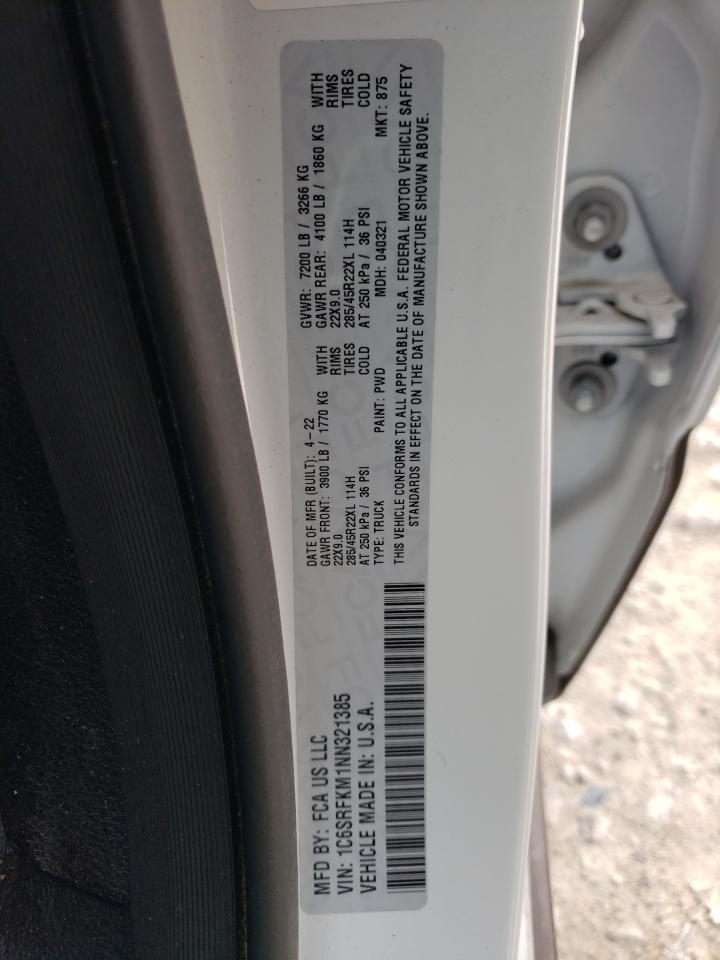 MFD BY: FCA US LLC
VIN: 1C6SRFKM1NN321385
VEHICLE MADE IN: U.S.A.
DATE OF MFR (BUILT): 4-22 GVWR: 7200 LB / 3266 KG
GAWR FRONT: 3900 LB / 1770 KG WITH GAWR REAR: 4100 LB / 1860 KG WITH
22X9.0 RIMS 22X9.0 RIMS
285/45R22XL 114H TIRES 285/45R22XL 114H TIRES
AT 250 kPa / 36 PSI COLD AT 250 kPa / 36 PSI COLD
TYPE: TRUCK PAINT: PWD MDH: 040321 MKT: 875
THIS VEHICLE CONFORMS TO ALL APPLICABLE U.S.A. FEDERAL MOTOR VEHICLE SAFETY
STANDARDS IN EFFECT ON THE DATE OF MANUFACTURE SHOWN ABOVE.